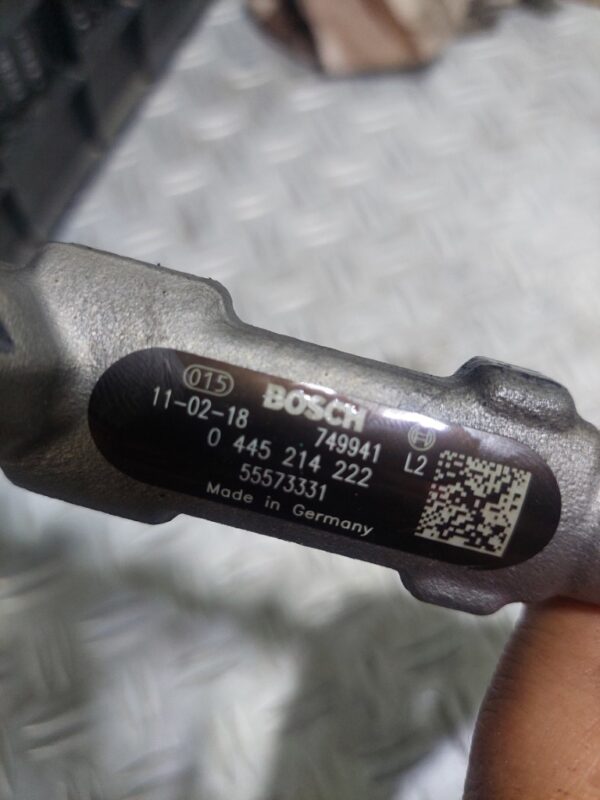 015 BOSCH
11-02-18 749941
0 445 214 222 L2
55573331
Made in Germany